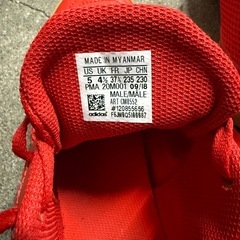 MADE IN MYANMAR
US UK FR JP CHN
5 4½ 37⅓ 235 230
PMA 20M001 09/18
MALE/MALE
ART CM8552
#120855656
adidas